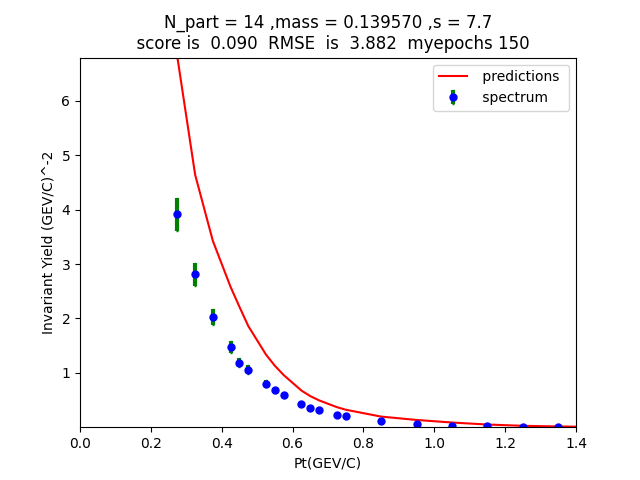 N_part = 14 ,mass = 0.139570 ,s = 7.7
score is 0.090 RMSE is 3.882 myepochs 150
predictions
spectrum
Invariant Yield (GEV/C)^-2
6
5
4
3
2
1
0.0 0.2 0.4 0.6 0.8 1.0 1.2 1.4
Pt(GEV/C)